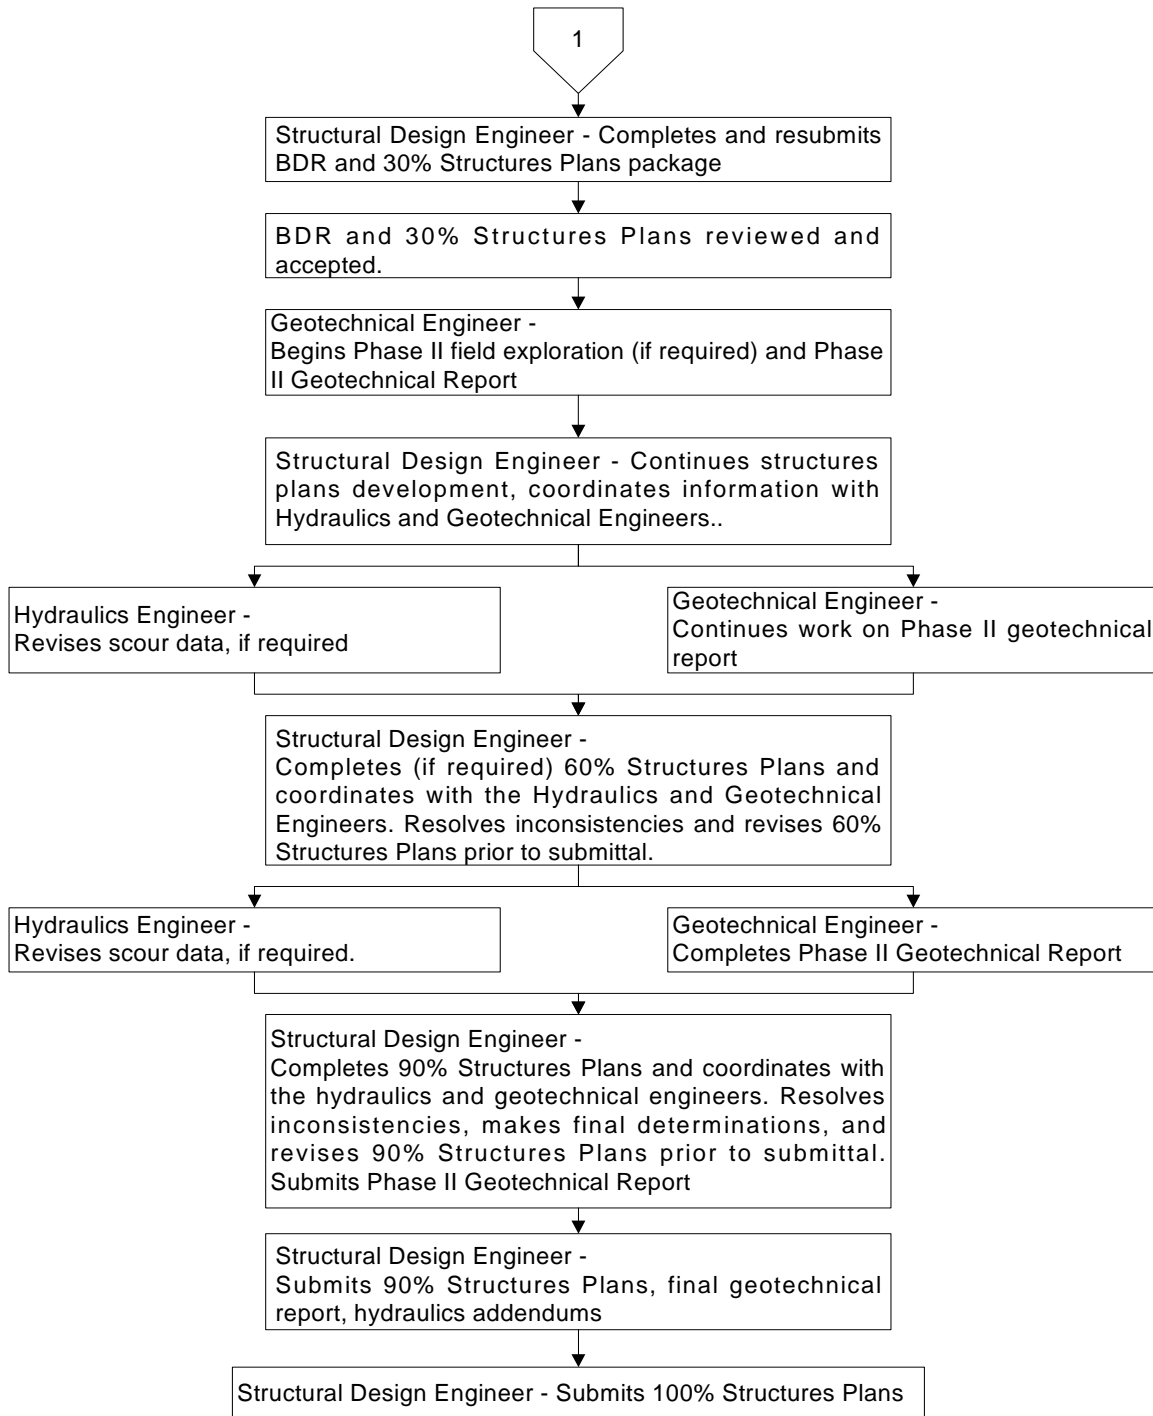 1
Structural Design Engineer - Completes and resubmits
BDR and 30% Structures Plans package
BDR and 30% Structures Plans reviewed and
accepted.
Geotechnical Engineer -
Begins Phase II field exploration (if required) and Phase
II Geotechnical Report
Structural Design Engineer - Continues structures
plans development, coordinates information with
Hydraulics and Geotechnical Engineers..
Hydraulics Engineer -
Revises scour data, if required
Geotechnical Engineer -
Continues work on Phase II geotechnical
report
Structural Design Engineer -
Completes (if required) 60% Structures Plans and
coordinates with the Hydraulics and Geotechnical
Engineers. Resolves inconsistencies and revises 60%
Structures Plans prior to submittal.
Hydraulics Engineer -
Revises scour data, if required.
Geotechnical Engineer -
Completes Phase II Geotechnical Report
Structural Design Engineer -
Completes 90% Structures Plans and coordinates with
the hydraulics and geotechnical engineers. Resolves
inconsistencies, makes final determinations, and
revises 90% Structures Plans prior to submittal.
Submits Phase II Geotechnical Report
Structural Design Engineer -
Submits 90% Structures Plans, final geotechnical
report, hydraulics addendums
Structural Design Engineer - Submits 100% Structures Plans